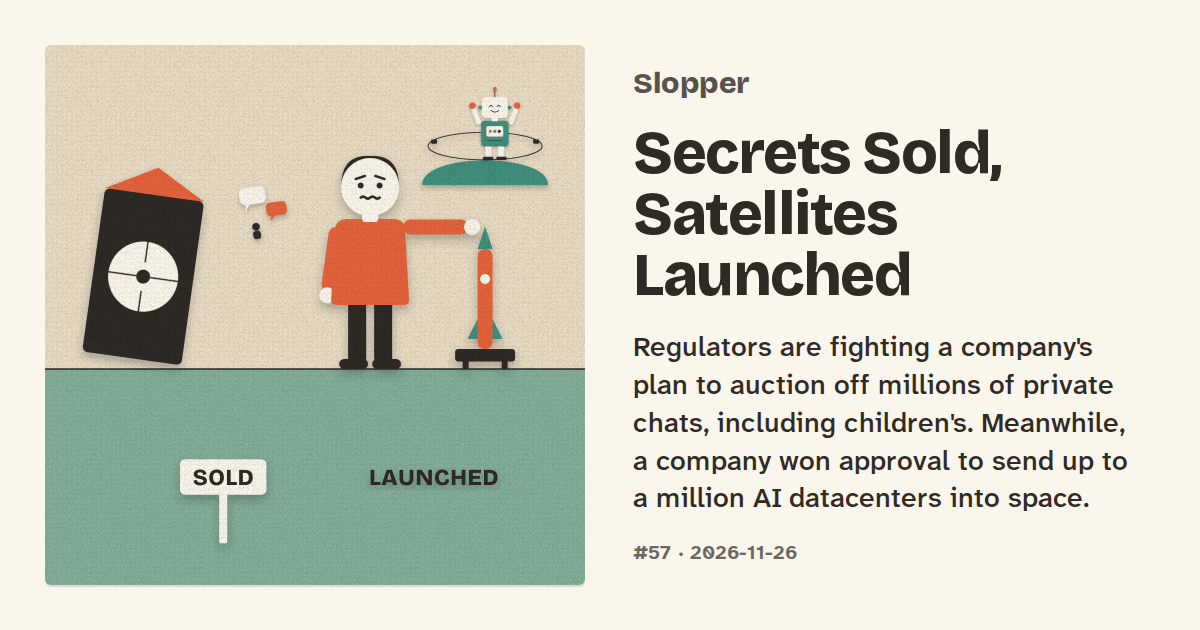 SOLD
LAUNCHED
Slopper
Secrets Sold,
Satellites
Launched
Regulators are fighting a company's
plan to auction off millions of private
chats, including children's. Meanwhile,
a company won approval to send up to
a million AI datacenters into space.
#57 · 2026-11-26